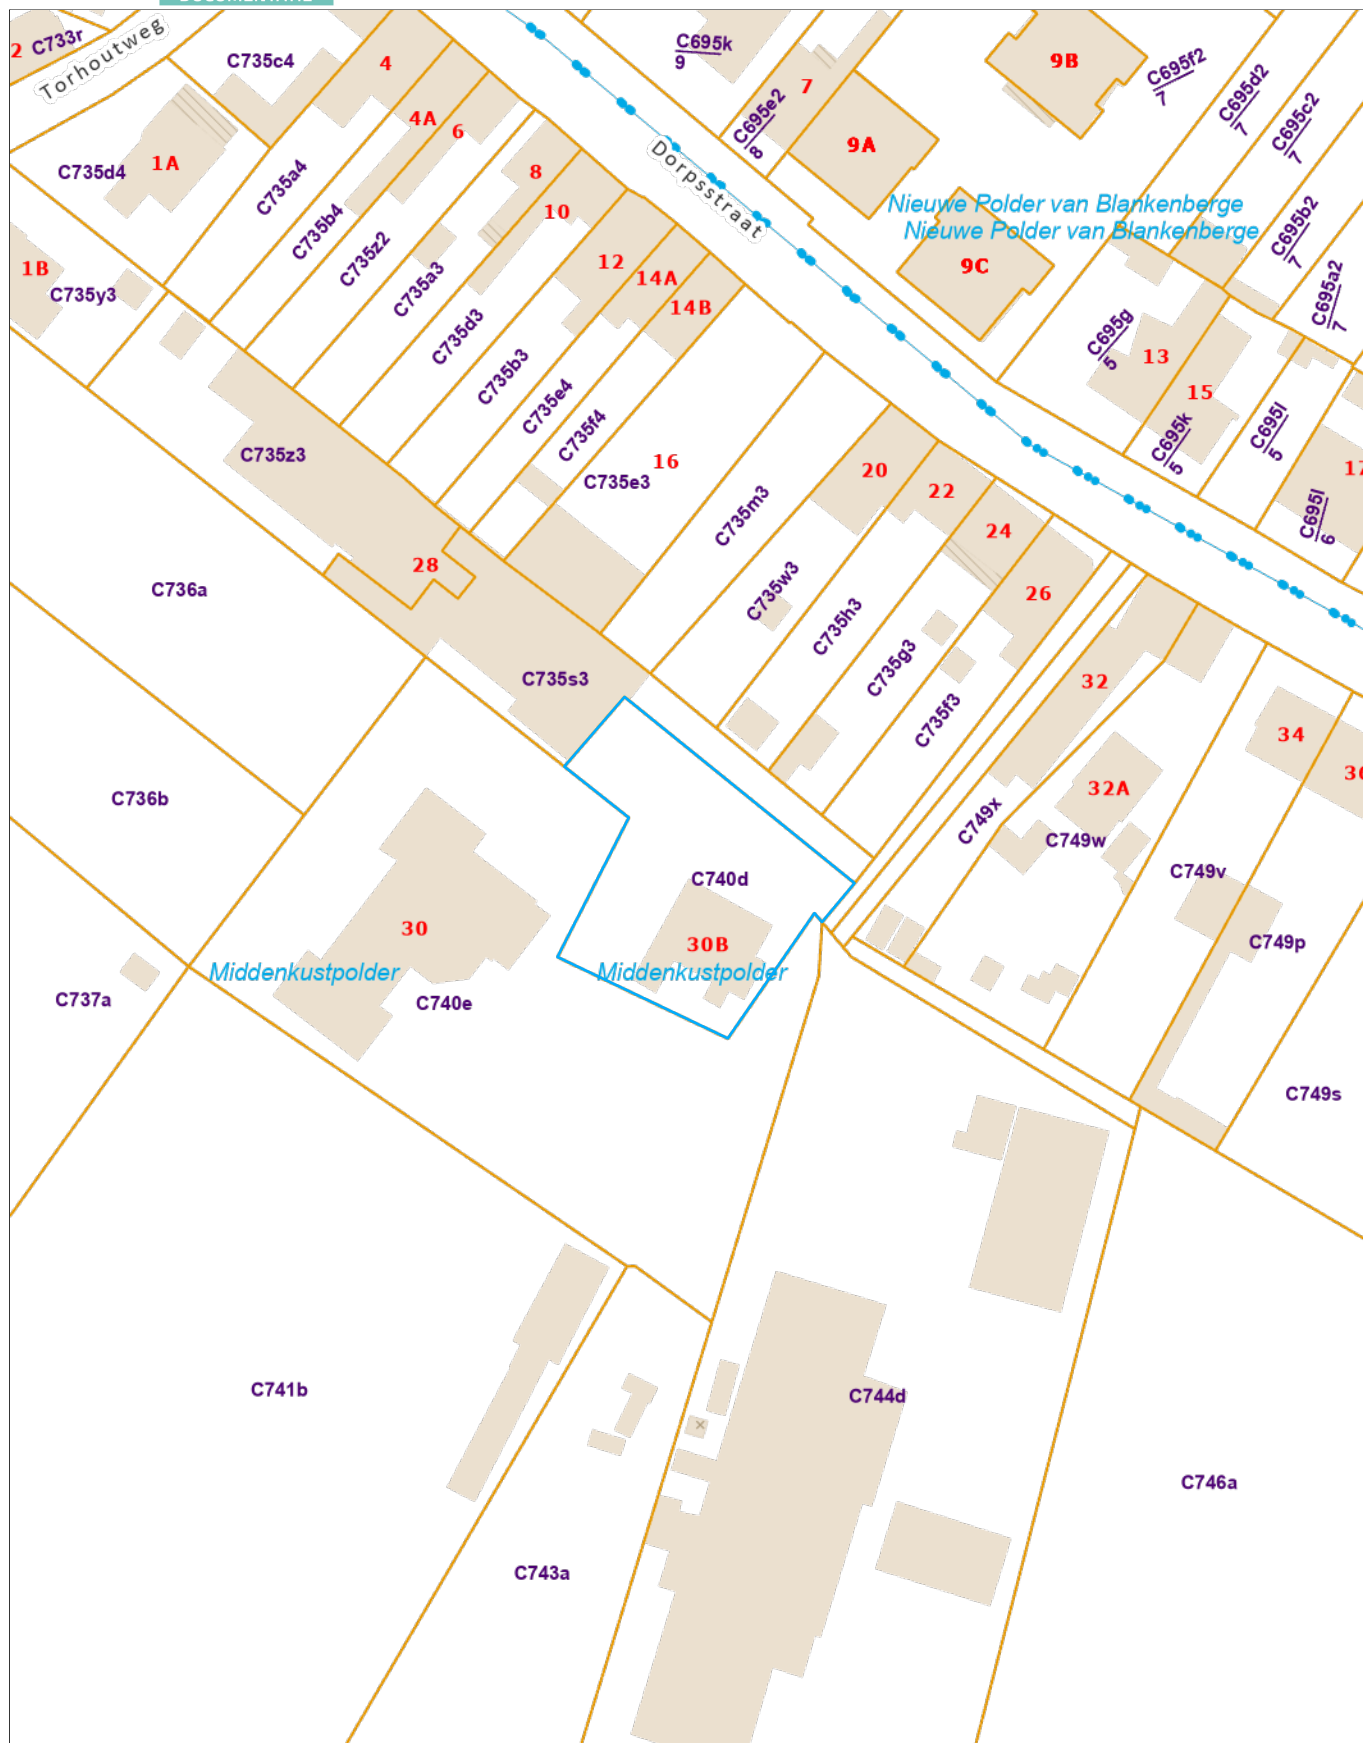 2
C733r
Torhoutweg
C735c4
4
4A
6
C695k
9
7
C695e2
8
9A
9B
C695f2
7
C695d2
7
C695c2
7
C695b2
7
C695a2
7
C735d4
1A
C735a4
C735b4
C735z2
8
10
Dorpsstraat
Nieuwe Polder van Blankenberge
Nieuwe Polder van Blankenberge
9C
1B
C735y3
C735a3
C735d3
12
14A
14B
C735b3
C735e4
C735f4
C695g
5
13
15
C695k
5
C695l
5
C695l
6
C735z3
16
C735e3
C735m3
20
22
24
26
28
C736a
C735w3
C735h3
C735g3
C735f3
C735s3
32
34
C736b
32A
C749x
C749w
C749v
C740d
30
30B
C749p
Middenkustpolder
Middenkustpolder
C737a
C740e
C749s
C741b
C744d
C746a
C743a